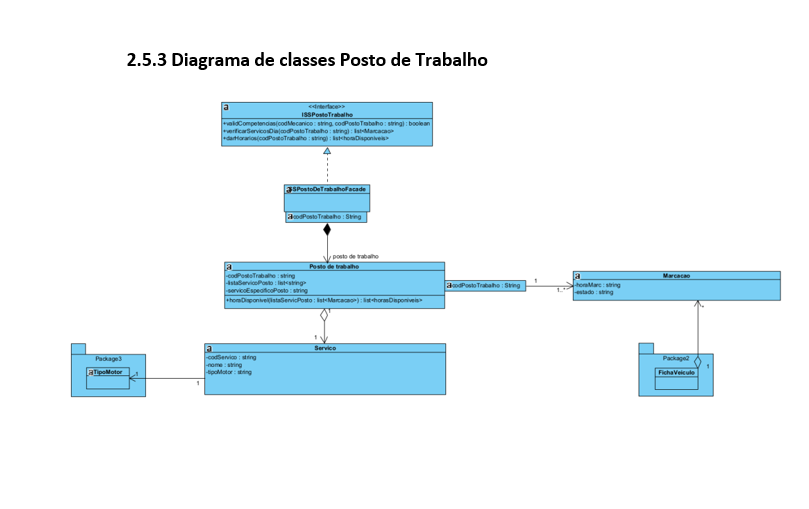 2.5.3 Diagrama de classes Posto de Trabalho
<<Interface>>
ISSPostoTrabalho
+validCompetencias(codMecanico : string, codPostoTrabalho : string) : boolean
+verificarServicosDia(codPostoTrabalho : string) : list<Marcacao>
+darHorarios(codPostoTrabalho : string) : list<horaDisponiveis>
SSPostoDeTrabalhoFacade
codPostoTrabalho : String
posto de trabalho
Posto de trabalho
-codPostoTrabalho : string
-listaServicoPosto : list<string>
-servicoEspecificoPosto : string
+horaDisponivel(listaServicPosto : list<Marcacao>) : list<horasDisponiveis>
codPostoTrabalho : String
1
1..*
Marcacao
-horaMarc : string
-estado : string
1
1
Servico
-codServico : string
-nome : string
-tipoMotor : string
Package3
TipoMotor
1
1
..*
Package2
1
FichaVeiculo